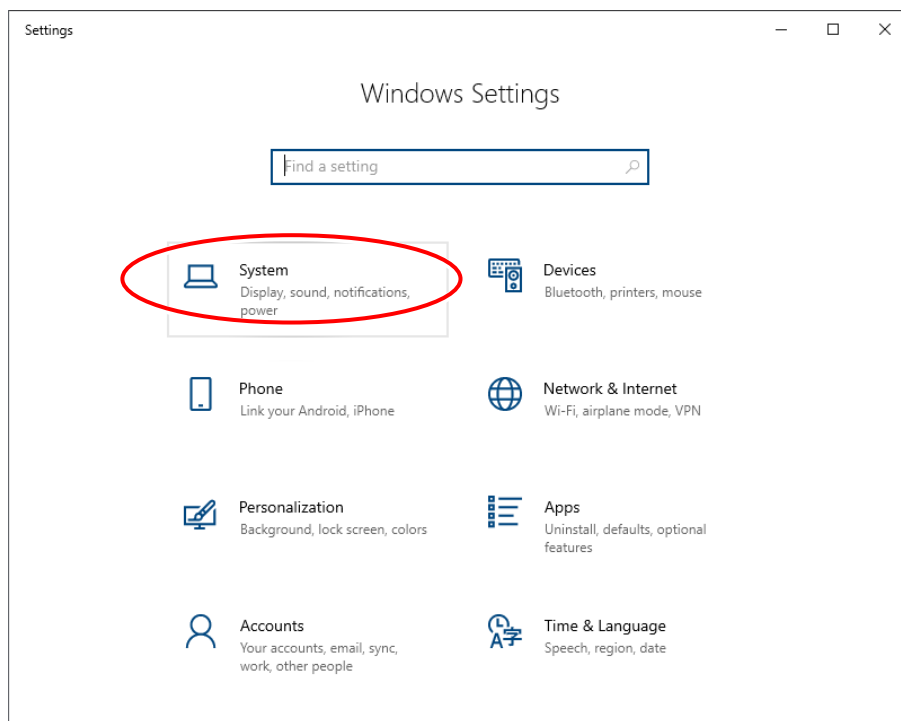 Settings
Windows Settings
Find a setting
System
Display, sound, notifications,
power
Devices
Bluetooth, printers, mouse
Phone
Link your Android, iPhone
Network & Internet
Wi-Fi, airplane mode, VPN
Personalization
Background, lock screen, colors
Apps
Uninstall, defaults, optional
features
Accounts
Your accounts, email, sync,
work, other people
Time & Language
Speech, region, date